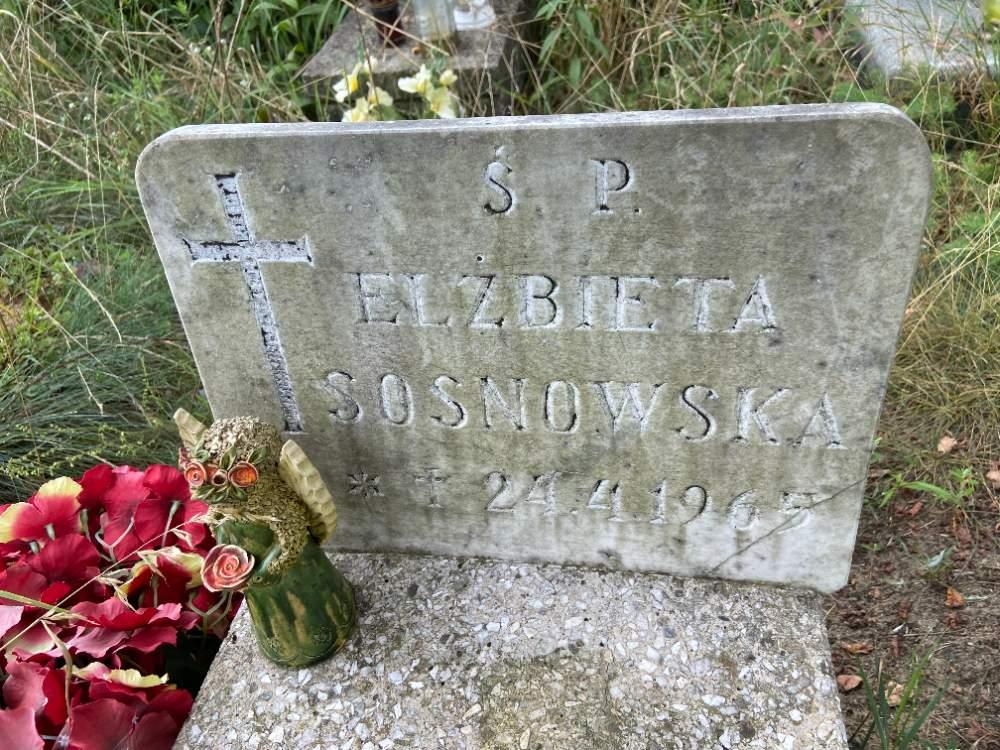 Ś P.
ELŻBIETA
SOSNOWSKA
* † 24.4.1965